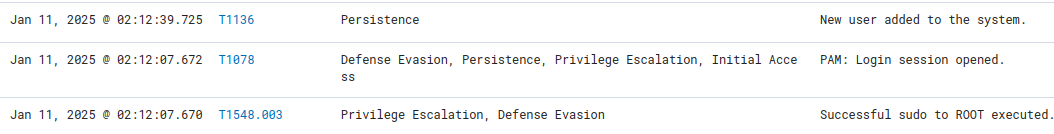 Jan 11, 2025 @ 02:12:39.725 T1136 Persistence New user added to the system.
Jan 11, 2025 @ 02:12:07.672 T1078 Defense Evasion, Persistence, Privilege Escalation, Initial Acce PAM: Login session opened.
ss
Jan 11, 2025 @ 02:12:07.670 T1548.003 Privilege Escalation, Defense Evasion Successful sudo to ROOT executed.